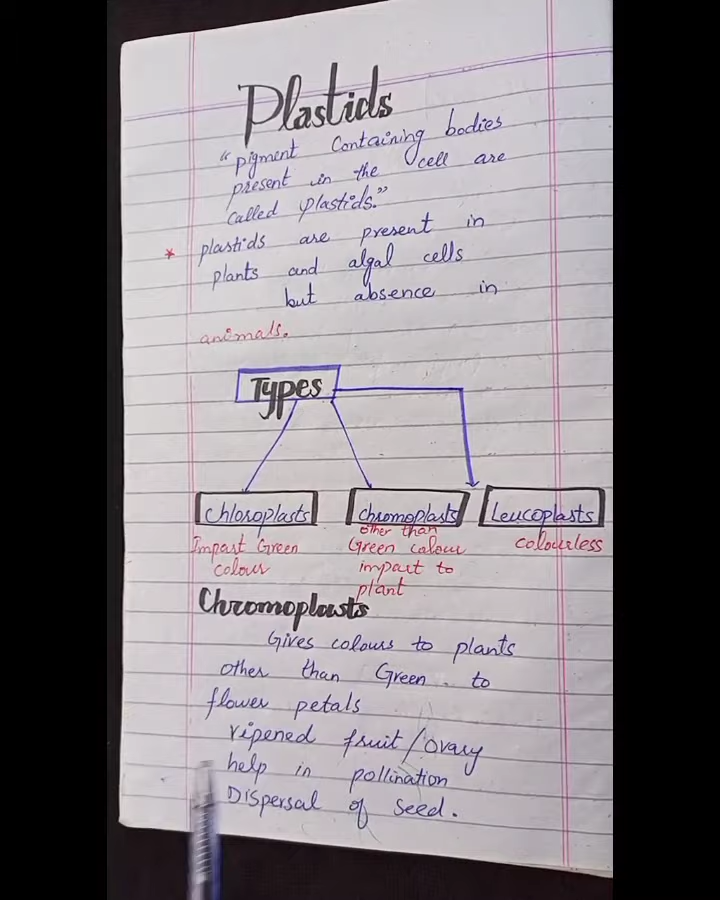 Plastids
"pigment Containing bodies
present in the cell are
called plastids."
* plastids are present in
plants and algal cells
but absence in
animals.
Types
Chloroplasts
Chromoplasts
Leucoplasts
Impart Green
colour
other than
Green colour
impart to
plant
colourless
Chromoplasts
Gives colours to plants
other than Green . to
flower petals
ripened fruit/ovary
help in pollination
Dispersal of seed.